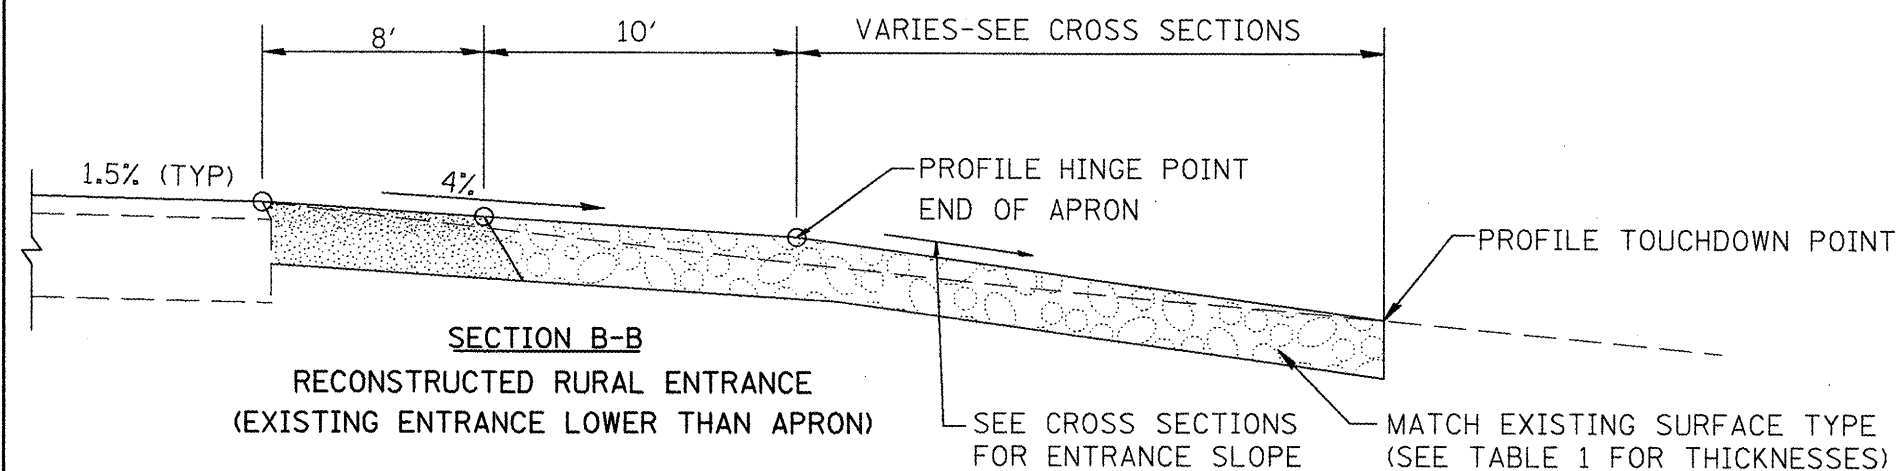 8'
10'
VARIES-SEE CROSS SECTIONS
1.5% (TYP)
4%
PROFILE HINGE POINT
END OF APRON
PROFILE TOUCHDOWN POINT
SECTION B-B
RECONSTRUCTED RURAL ENTRANCE
(EXISTING ENTRANCE LOWER THAN APRON)
SEE CROSS SECTIONS
FOR ENTRANCE SLOPE
MATCH EXISTING SURFACE TYPE
(SEE TABLE 1 FOR THICKNESSES)